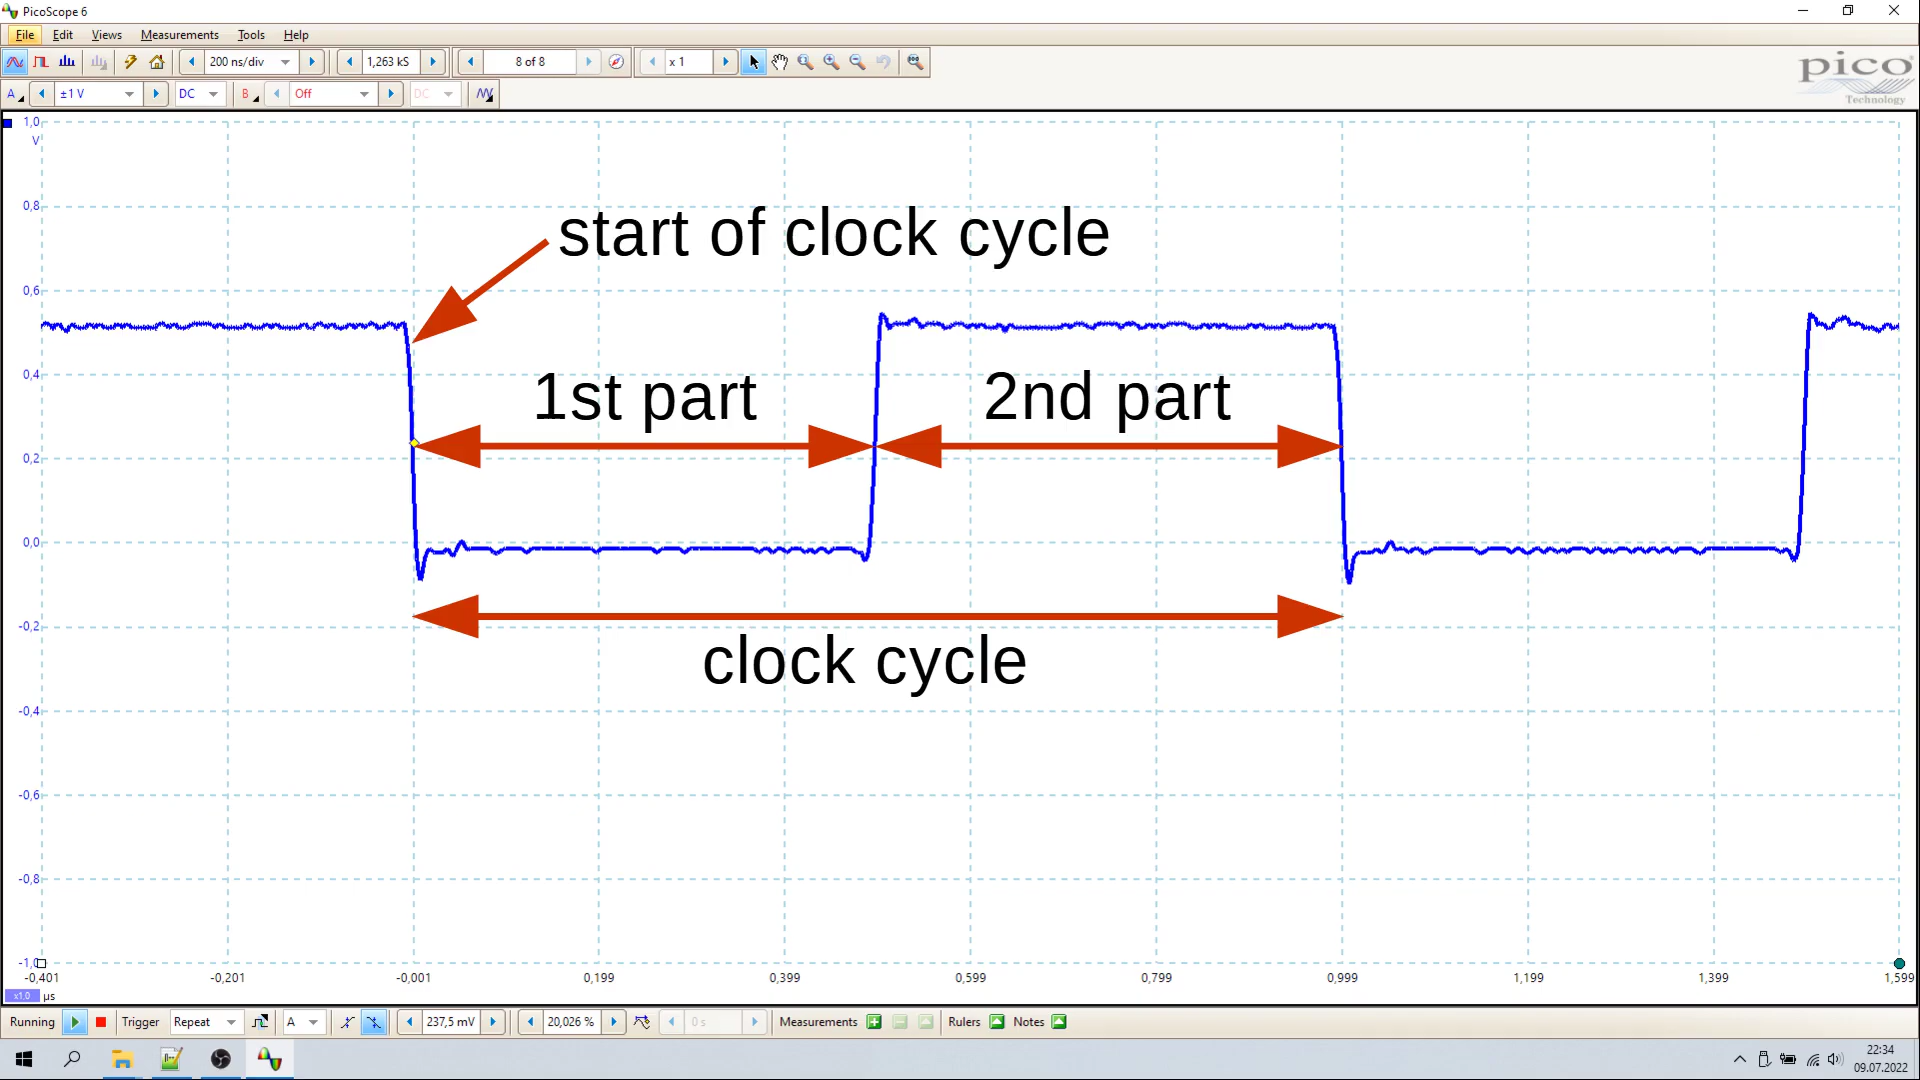 PicoScope 6
File Edit Views Measurements Tools Help
200 ns/div 1,263 kS 8 of 8 x 1
A ±1 V DC B Off DC
pico
Technology
1,0
V
0,8
0,6
0,4
0,2
0,0
-0,2
-0,4
-0,6
-0,8
-1,0
start of clock cycle
1st part 2nd part
clock cycle
-0,401 -0,201 -0,001 0,199 0,399 0,599 0,799 0,999 1,199 1,399 1,599
x1.0 µs
Running Trigger Repeat A 237,5 mV 20,026 % 0 s Measurements Rulers Notes
22:34
09.07.2022